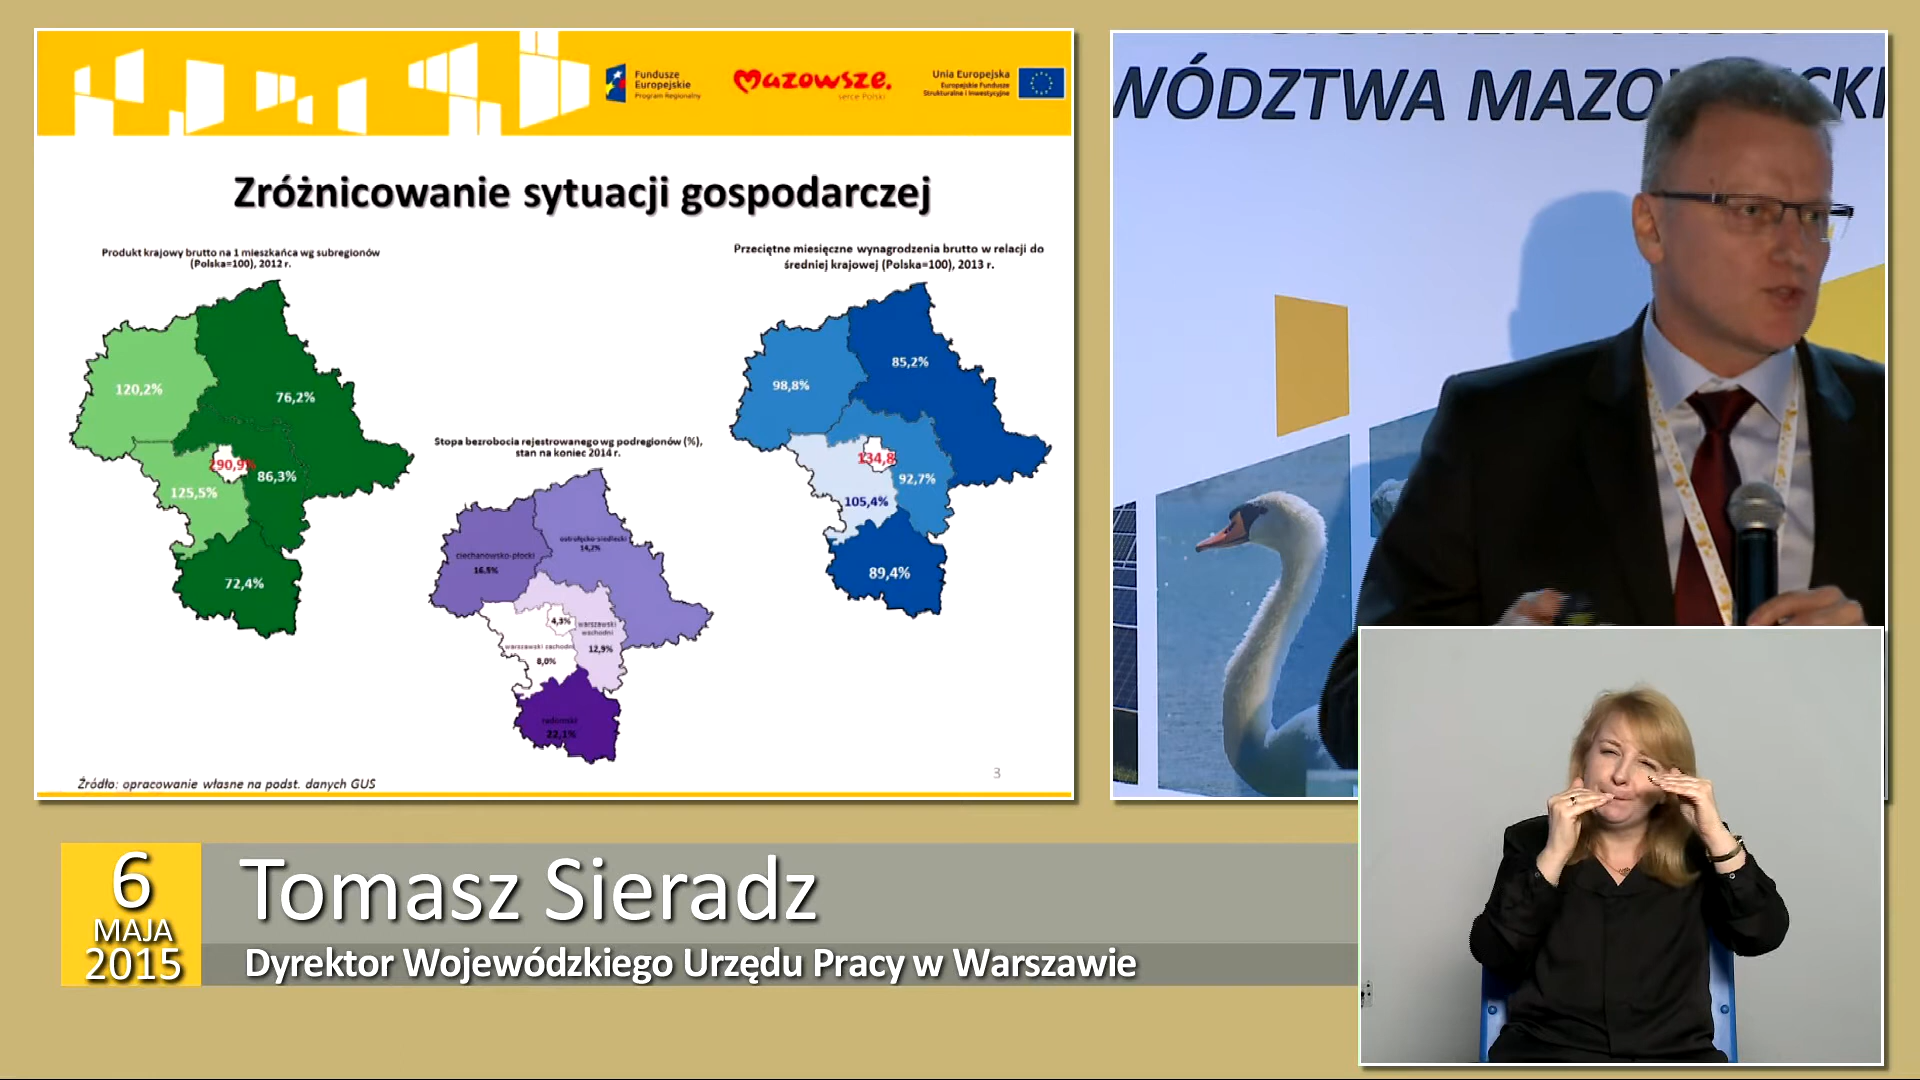 Fundusze
Europejskie
Program Regionalny
Mazowsze.
serce Polski
Unia Europejska
Europejskie Fundusze
Strukturalne i Inwestycyjne
Zróżnicowanie sytuacji gospodarczej
Produkt krajowy brutto na 1 mieszkańca wg subregionów
(Polska=100), 2012 r.
120,2%
76,2%
290,9%
86,3%
125,5%
72,4%
Stopa bezrobocia rejestrowanego wg podregionów (%),
stan na koniec 2014 r.
ostrołęcko-siedlecki
14,2%
ciechanowsko-płocki
16,5%
4,3%
warszawski
wschodni
12,9%
warszawski zachodni
8,0%
radomski
22,1%
Przeciętne miesięczne wynagrodzenia brutto w relacji do
średniej krajowej (Polska=100), 2013 r.
85,2%
98,8%
134,8
92,7%
105,4%
89,4%
Źródło: opracowanie własne na podst. danych GUS
3
WÓDZTWA MAZO
CKI
6
MAJA
2015
Tomasz Sieradz
Dyrektor Wojewódzkiego Urzędu Pracy w Warszawie